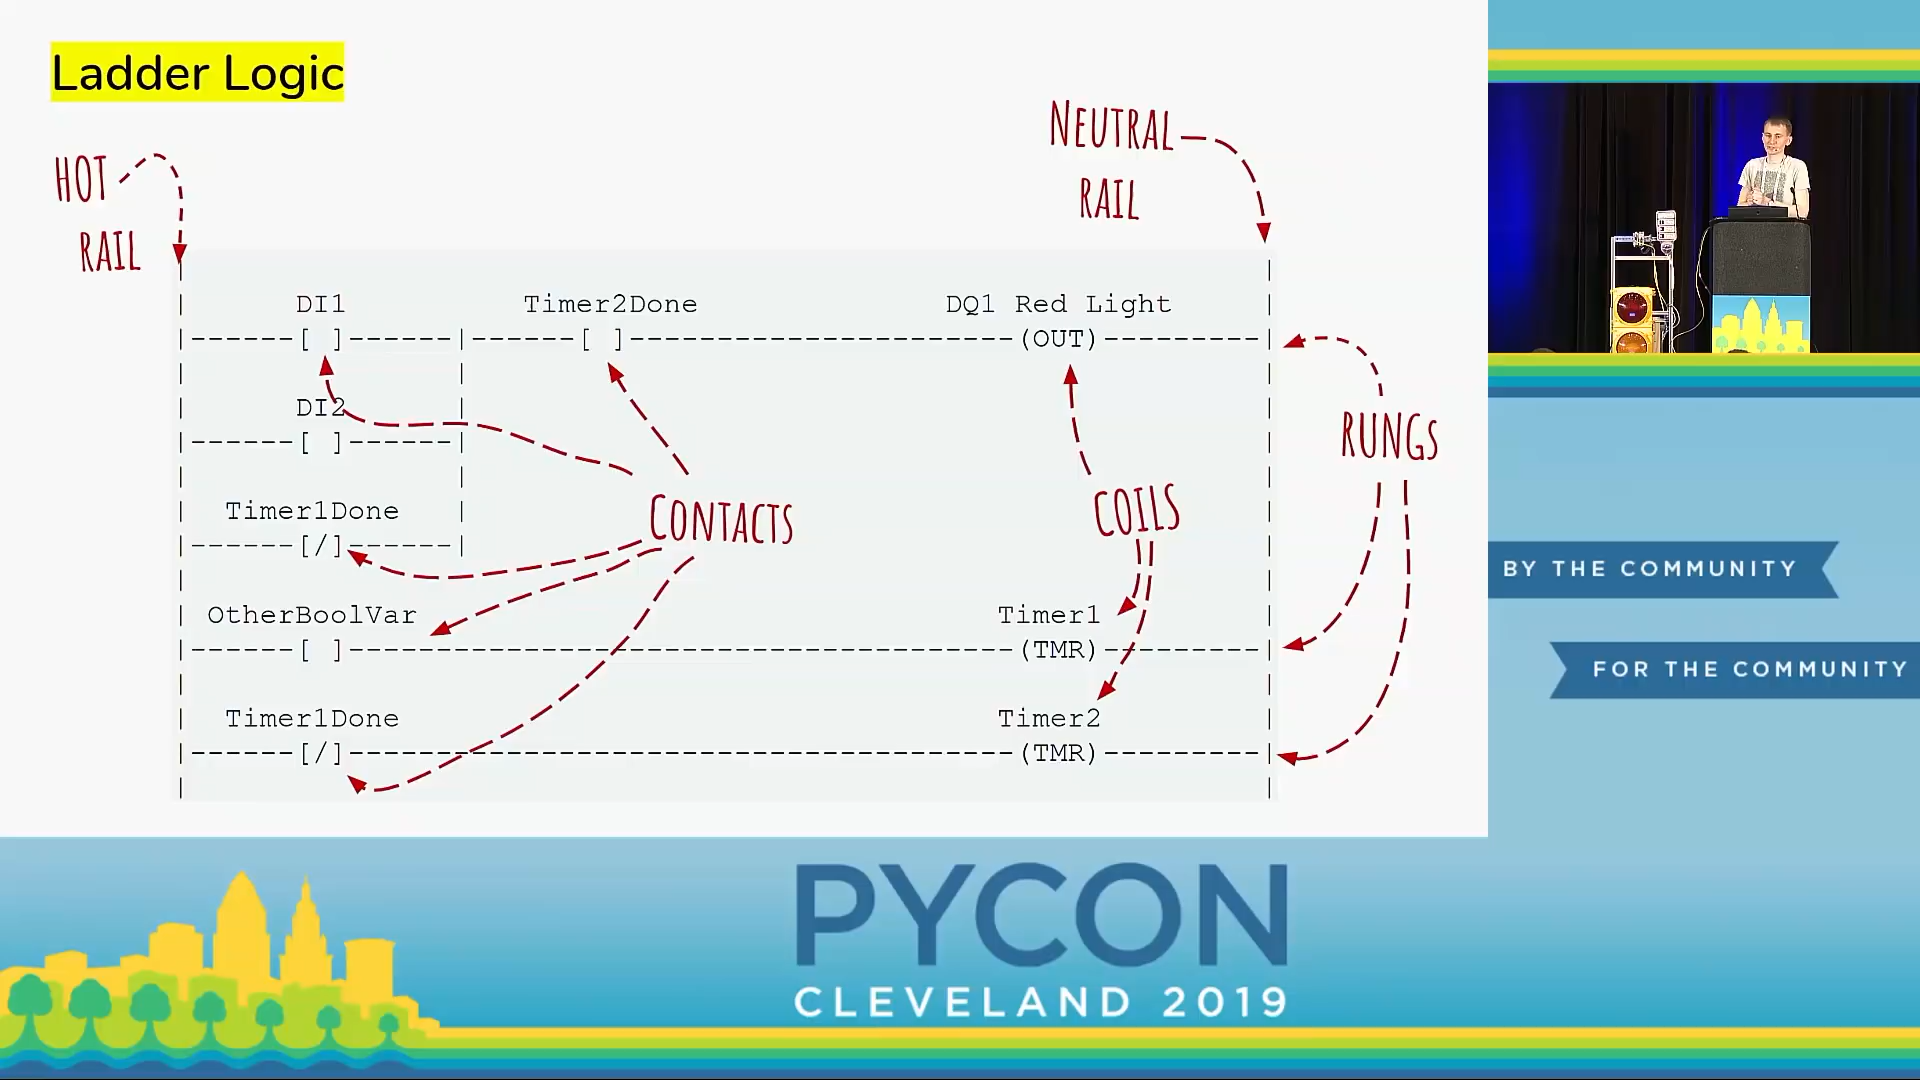 Ladder Logic
HOT
RAIL
NEUTRAL
RAIL
DI1 Timer2Done DQ1 Red Light
|------[ ]------|------[ ]----------------------(OUT)---------|
DI2
|------[ ]------|
Timer1Done
|------[/]------|
CONTACTS
COILS
RUNGS
OtherBoolVar Timer1
|------[ ]--------------------------------------(TMR)---------|
Timer1Done Timer2
|------[/]--------------------------------------(TMR)---------|
BY THE COMMUNITY
FOR THE COMMUNITY
PYCON
CLEVELAND 2019